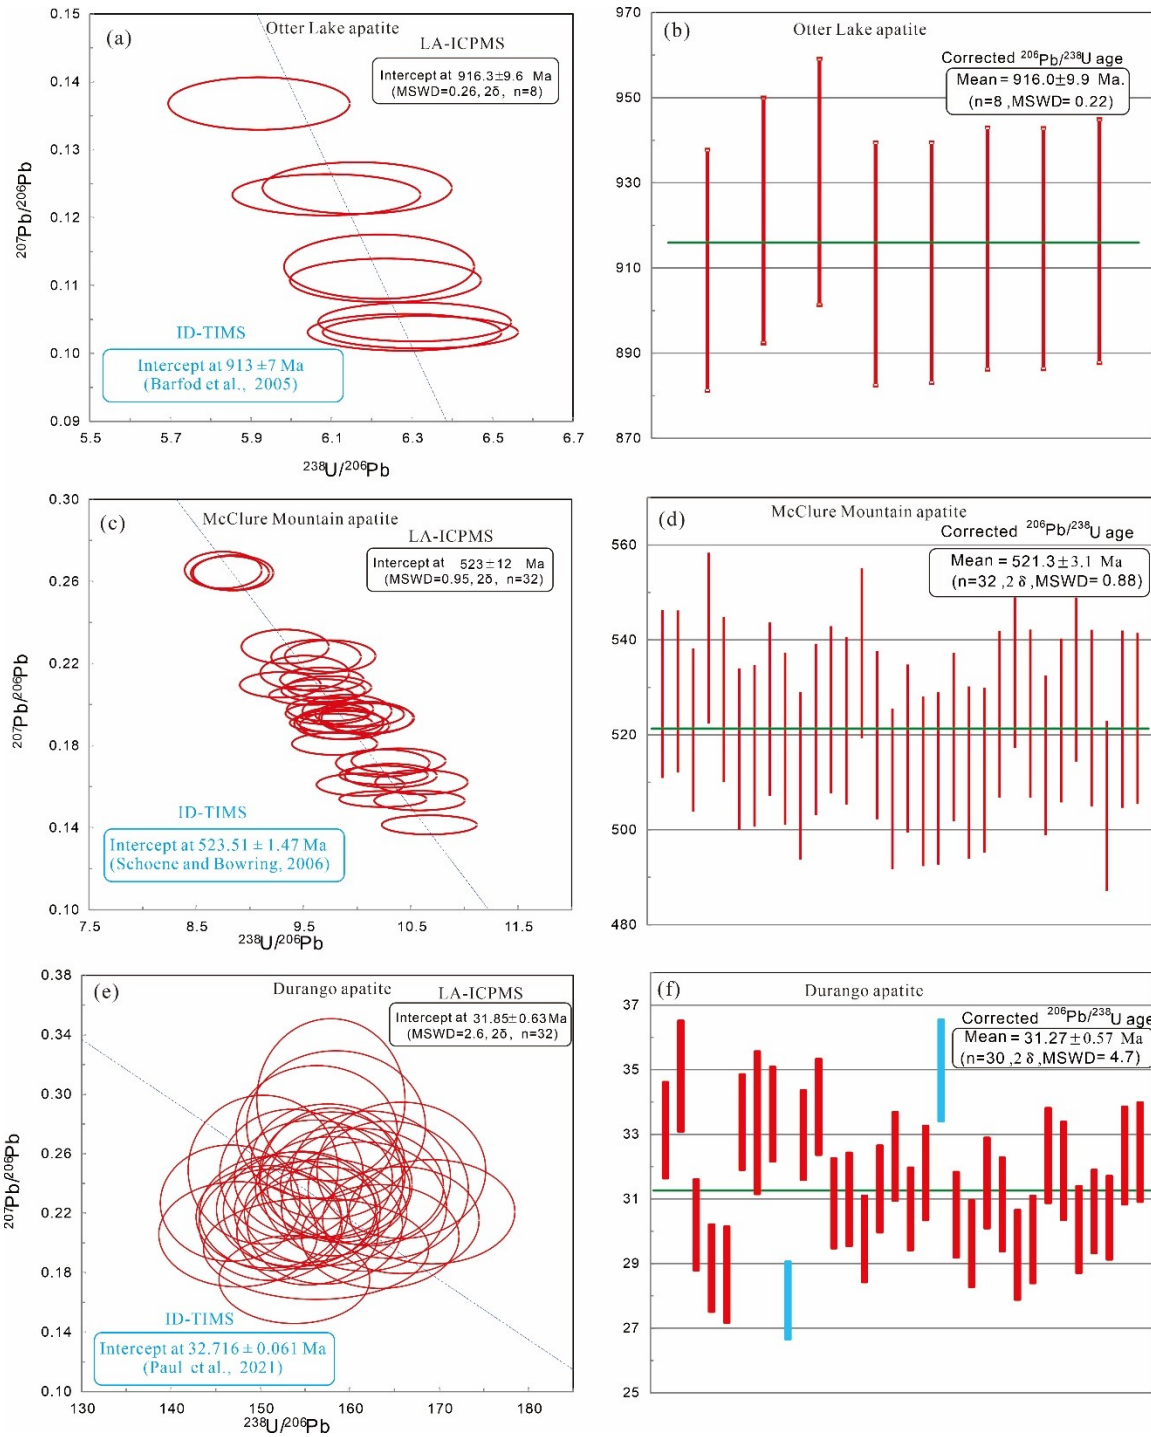 (a)
Otter Lake apatite
LA-ICPMS
Intercept at 916.3±9.6 Ma
(MSWD=0.26, 2δ, n=8)
ID-TIMS
Intercept at 913 ±7 Ma
(Barfod et al., 2005)
0.15
0.14
0.13
0.12
0.11
0.10
0.09
207Pb/206Pb
5.5 5.7 5.9 6.1 6.3 6.5 6.7
238U/206Pb
(b)
Otter Lake apatite
Corrected 206Pb/238U age
Mean = 916.0±9.9 Ma.
(n=8 ,MSWD= 0.22)
970
950
930
910
890
870
(c)
McClure Mountain apatite
LA-ICPMS
Intercept at 523±12 Ma
(MSWD=0.95, 2δ, n=32)
ID-TIMS
Intercept at 523.51 ± 1.47 Ma
(Schoene and Bowring, 2006)
0.30
0.26
0.22
0.18
0.14
0.10
207Pb/206Pb
7.5 8.5 9.5 10.5 11.5
238U/206Pb
(d)
McClure Mountain apatite
Corrected 206Pb/238U age
Mean = 521.3±3.1 Ma
(n=32 ,2 δ ,MSWD= 0.88)
560
540
520
500
480
(e)
Durango apatite
LA-ICPMS
Intercept at 31.85±0.63Ma
(MSWD=2.6, 2δ, n=32)
ID-TIMS
Intercept at 32.716 ± 0.061 Ma
(Paul et al., 2021)
0.38
0.34
0.30
0.26
0.22
0.18
0.14
0.10
207Pb/206Pb
130 140 150 160 170 180
238U/206Pb
(f)
Durango apatite
Corrected 206Pb/238U age
Mean = 31.27±0.57 Ma
(n=30 ,2 δ ,MSWD= 4.7)
37
35
33
31
29
27
25